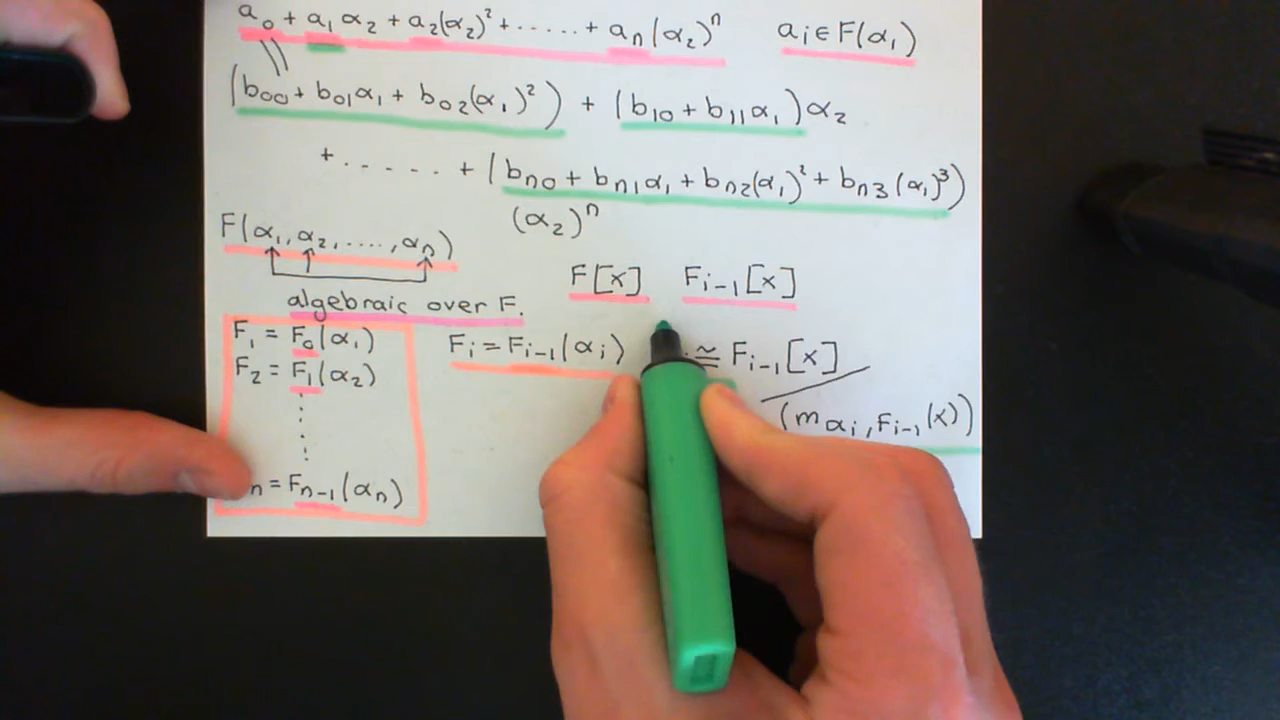 a₀ + a₁α₂ + a₂(α₂)² + ...... + aₙ(α₂)ⁿ aᵢ ∈ F(α₁)
(b₀₀ + b₀₁α₁ + b₀₂(α₁)²) + (b₁₀ + b₁₁α₁)α₂
+ ...... + (bₙ₀ + bₙ₁α₁ + bₙ₂(α₁)² + bₙ₃(α₁)³)
(α₂)ⁿ
F(α₁, α₂, ...., αₙ)
algebraic over F.
F[x] Fᵢ₋₁[x]
F₁ = F₀(α₁)
F₂ = F₁(α₂)
⋮
n = Fₙ₋₁(αₙ)
Fᵢ = Fᵢ₋₁(αᵢ) ≅ Fᵢ₋₁[x]
/(m_{αᵢ, Fᵢ₋₁}(x))